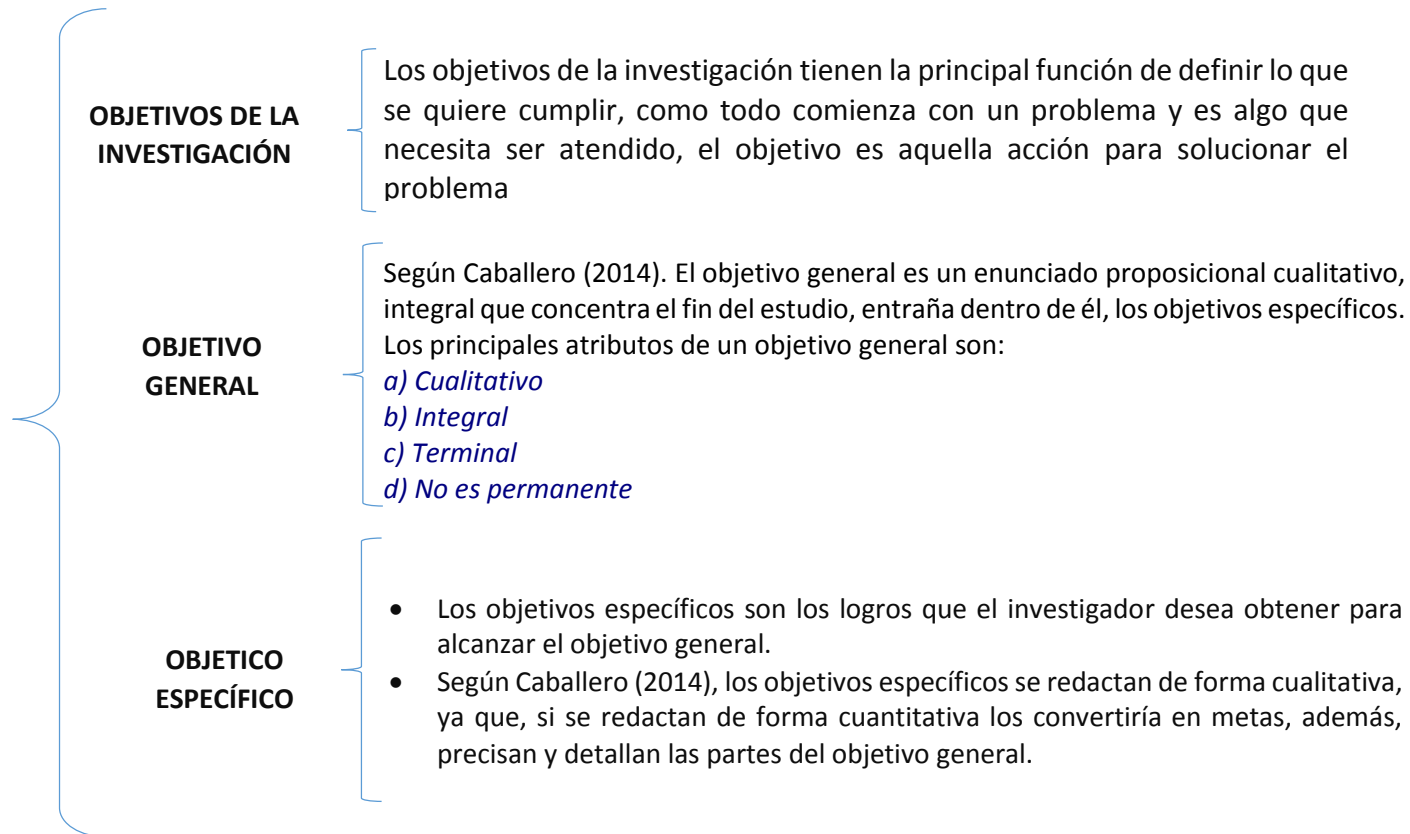 OBJETIVOS DE LA
INVESTIGACIÓN
Los objetivos de la investigación tienen la principal función de definir lo que
se quiere cumplir, como todo comienza con un problema y es algo que
necesita ser atendido, el objetivo es aquella acción para solucionar el
problema
OBJETIVO
GENERAL
Según Caballero (2014). El objetivo general es un enunciado proposicional cualitativo,
integral que concentra el fin del estudio, entraña dentro de él, los objetivos específicos.
Los principales atributos de un objetivo general son:
a) Cualitativo
b) Integral
c) Terminal
d) No es permanente
OBJETICO
ESPECÍFICO
• Los objetivos específicos son los logros que el investigador desea obtener para
alcanzar el objetivo general.
• Según Caballero (2014), los objetivos específicos se redactan de forma cualitativa,
ya que, si se redactan de forma cuantitativa los convertiría en metas, además,
precisan y detallan las partes del objetivo general.